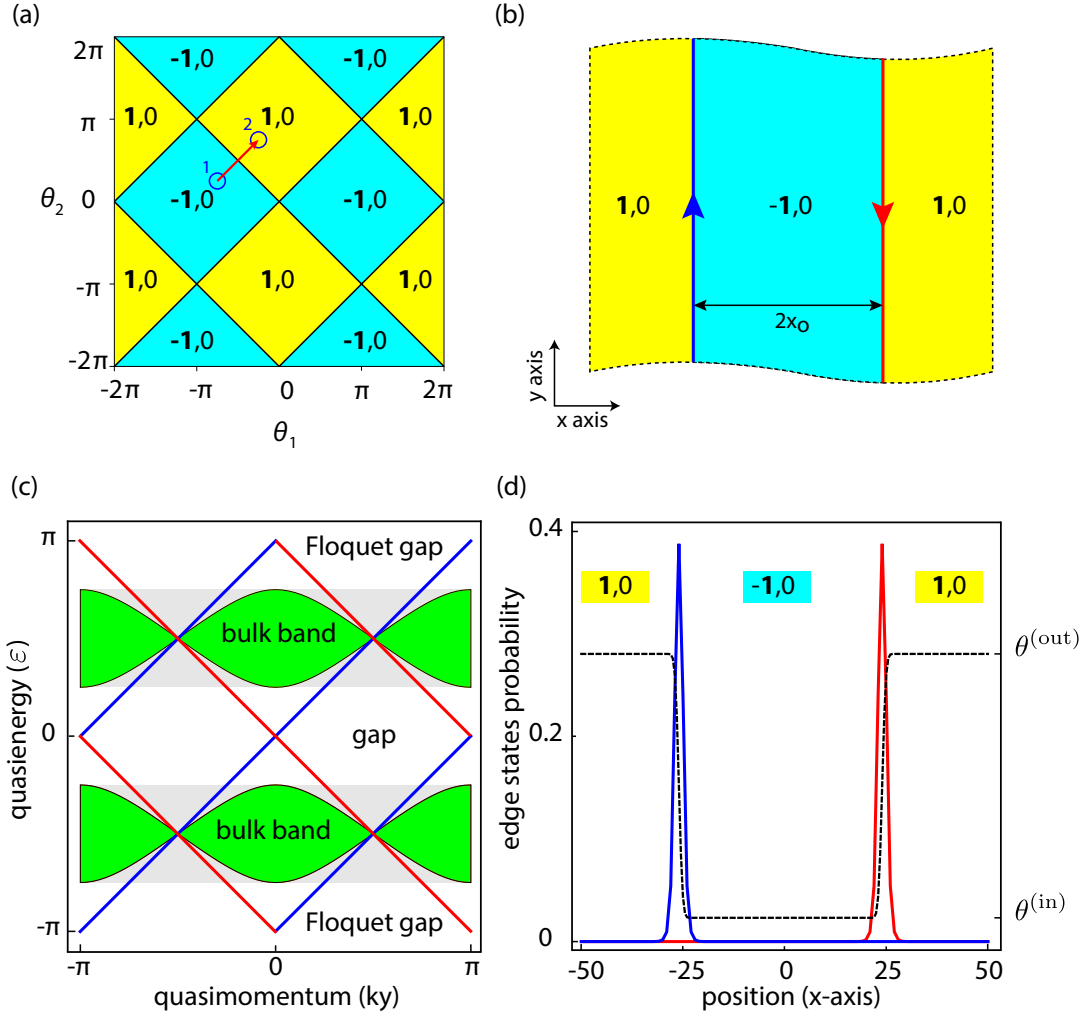 (a)
2π
π
θ2 0
-π
-2π
-1,0 -1,0
1,0 1,0 1,0
2
1
-1,0 -1,0
1,0 1,0 1,0
-1,0 -1,0
-2π -π 0 π 2π
θ1
(b)
1,0 -1,0 1,0
2xo
y axis
x axis
(c)
quasienergy (ε)
π
0
-π
Floquet gap
bulk band
gap
bulk band
Floquet gap
-π 0 π
quasimomentum (ky)
(d)
edge states probability
0.4
0.2
0
1,0 -1,0 1,0
θ(out)
θ(in)
-50 -25 0 25 50
position (x-axis)